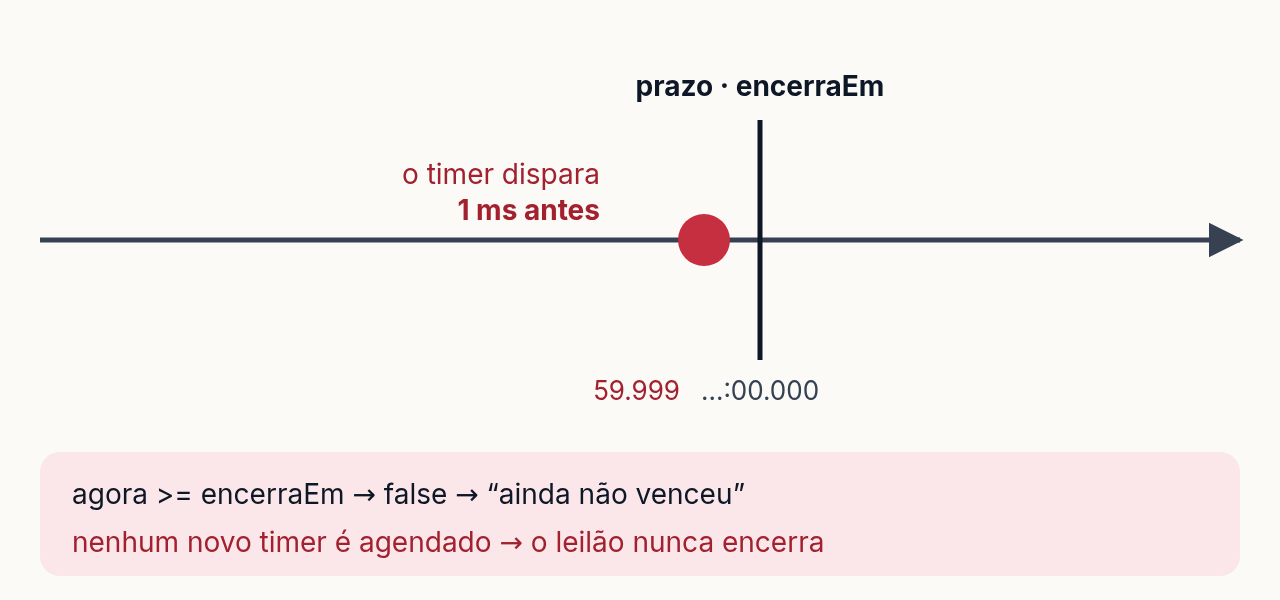 prazo · encerraEm
o timer dispara
1 ms antes
59.999 …:00.000
agora >= encerraEm → false → “ainda não venceu”
nenhum novo timer é agendado → o leilão nunca encerra